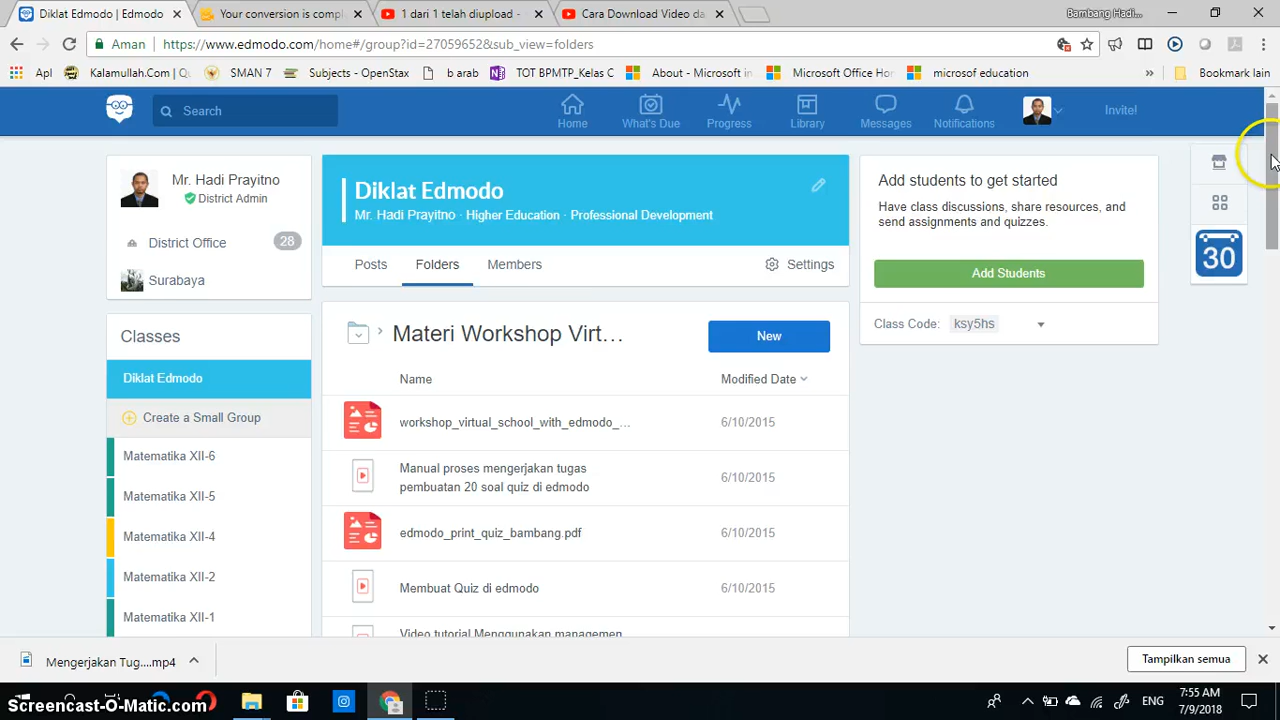 Diklat Edmodo | Edmodo
Your conversion is compl
1 dari 1 telah diupload -
Cara Download Video da
Bambang Hadi...
Aman
https://www.edmodo.com/home#/group?id=27059652&sub_view=folders
Apl
Kalamullah.Com | Qu
SMAN 7
Subjects - OpenStax
b arab
TOT BPMTP_Kelas C
About - Microsoft in
Microsoft Office Hom
microsof education
»
Bookmark lain
Search
Home
What's Due
Progress
Library
Messages
Notifications
Invite!
Mr. Hadi Prayitno
District Admin
District Office
28
Surabaya
Classes
Diklat Edmodo
Create a Small Group
Matematika XII-6
Matematika XII-5
Matematika XII-4
Matematika XII-2
Matematika XII-1
Diklat Edmodo
Mr. Hadi Prayitno · Higher Education · Professional Development
Posts
Folders
Members
Settings
Materi Workshop Virt...
New
Name
Modified Date
workshop_virtual_school_with_edmodo_...
6/10/2015
Manual proses mengerjakan tugas
pembuatan 20 soal quiz di edmodo
6/10/2015
edmodo_print_quiz_bambang.pdf
6/10/2015
Membuat Quiz di edmodo
6/10/2015
Video tutorial Menggunakan managemen
Add students to get started
Have class discussions, share resources, and
send assignments and quizzes.
Add Students
Class Code:
ksy5hs
30
Mengerjakan Tug....mp4
Tampilkan semua
Screencast-O-Matic.com
ENG
7:55 AM
7/9/2018